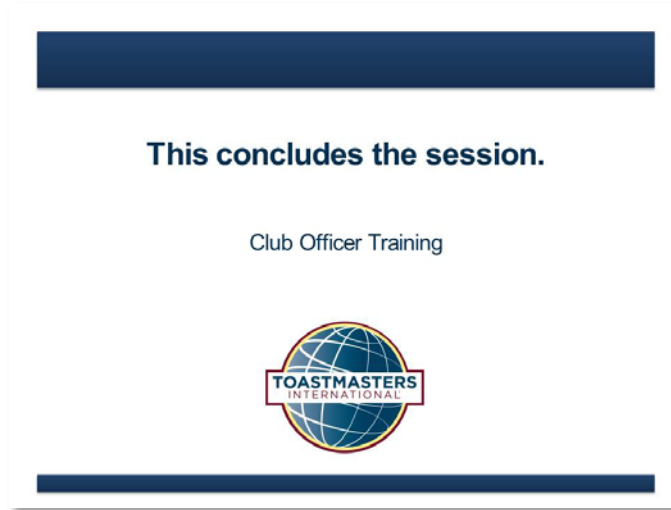 This concludes the session.
Club Officer Training
TOASTMASTERS
INTERNATIONAL